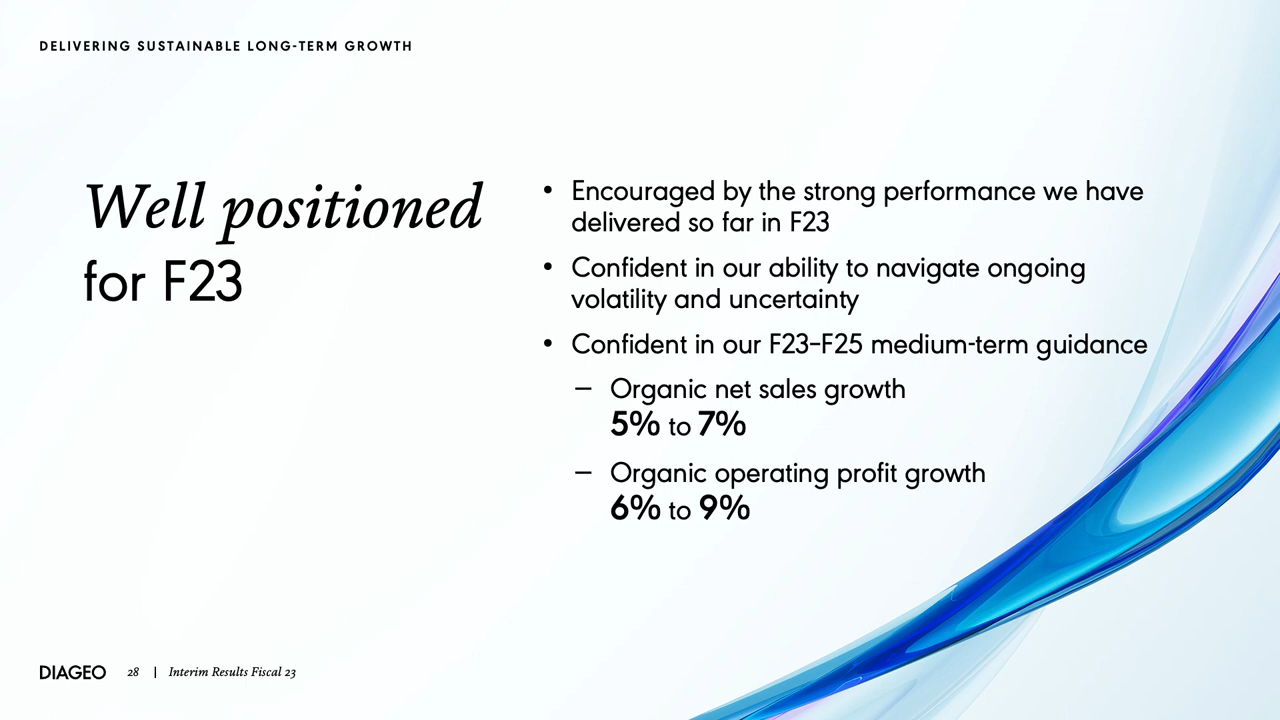 DELIVERING SUSTAINABLE LONG-TERM GROWTH
Well positioned
for F23
• Encouraged by the strong performance we have
delivered so far in F23
• Confident in our ability to navigate ongoing
volatility and uncertainty
• Confident in our F23–F25 medium-term guidance
– Organic net sales growth
5% to 7%
– Organic operating profit growth
6% to 9%
DIAGEO 28 | Interim Results Fiscal 23